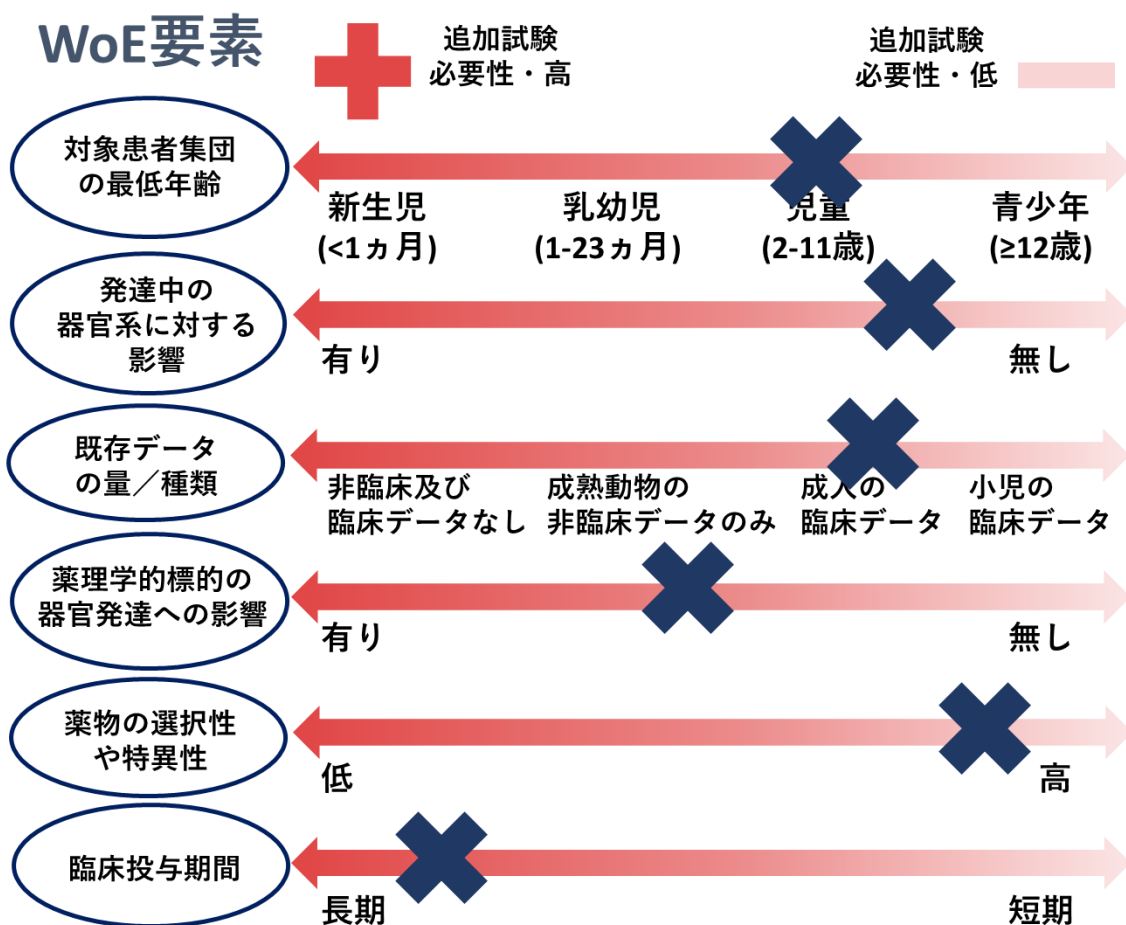 WoE要素
追加試験
必要性・高
追加試験
必要性・低
対象患者集団
の最低年齢
新生児
(<1ヵ月)
乳幼児
(1-23ヵ月)
児童
(2-11歳)
青少年
(≥12歳)
発達中の
器官系に対する
影響
有り
無し
既存データ
の量／種類
非臨床及び
臨床データなし
成熟動物の
非臨床データのみ
成人の
臨床データ
小児の
臨床データ
薬理学的標的の
器官発達への影響
有り
無し
薬物の選択性
や特異性
低
高
臨床投与期間
長期
短期